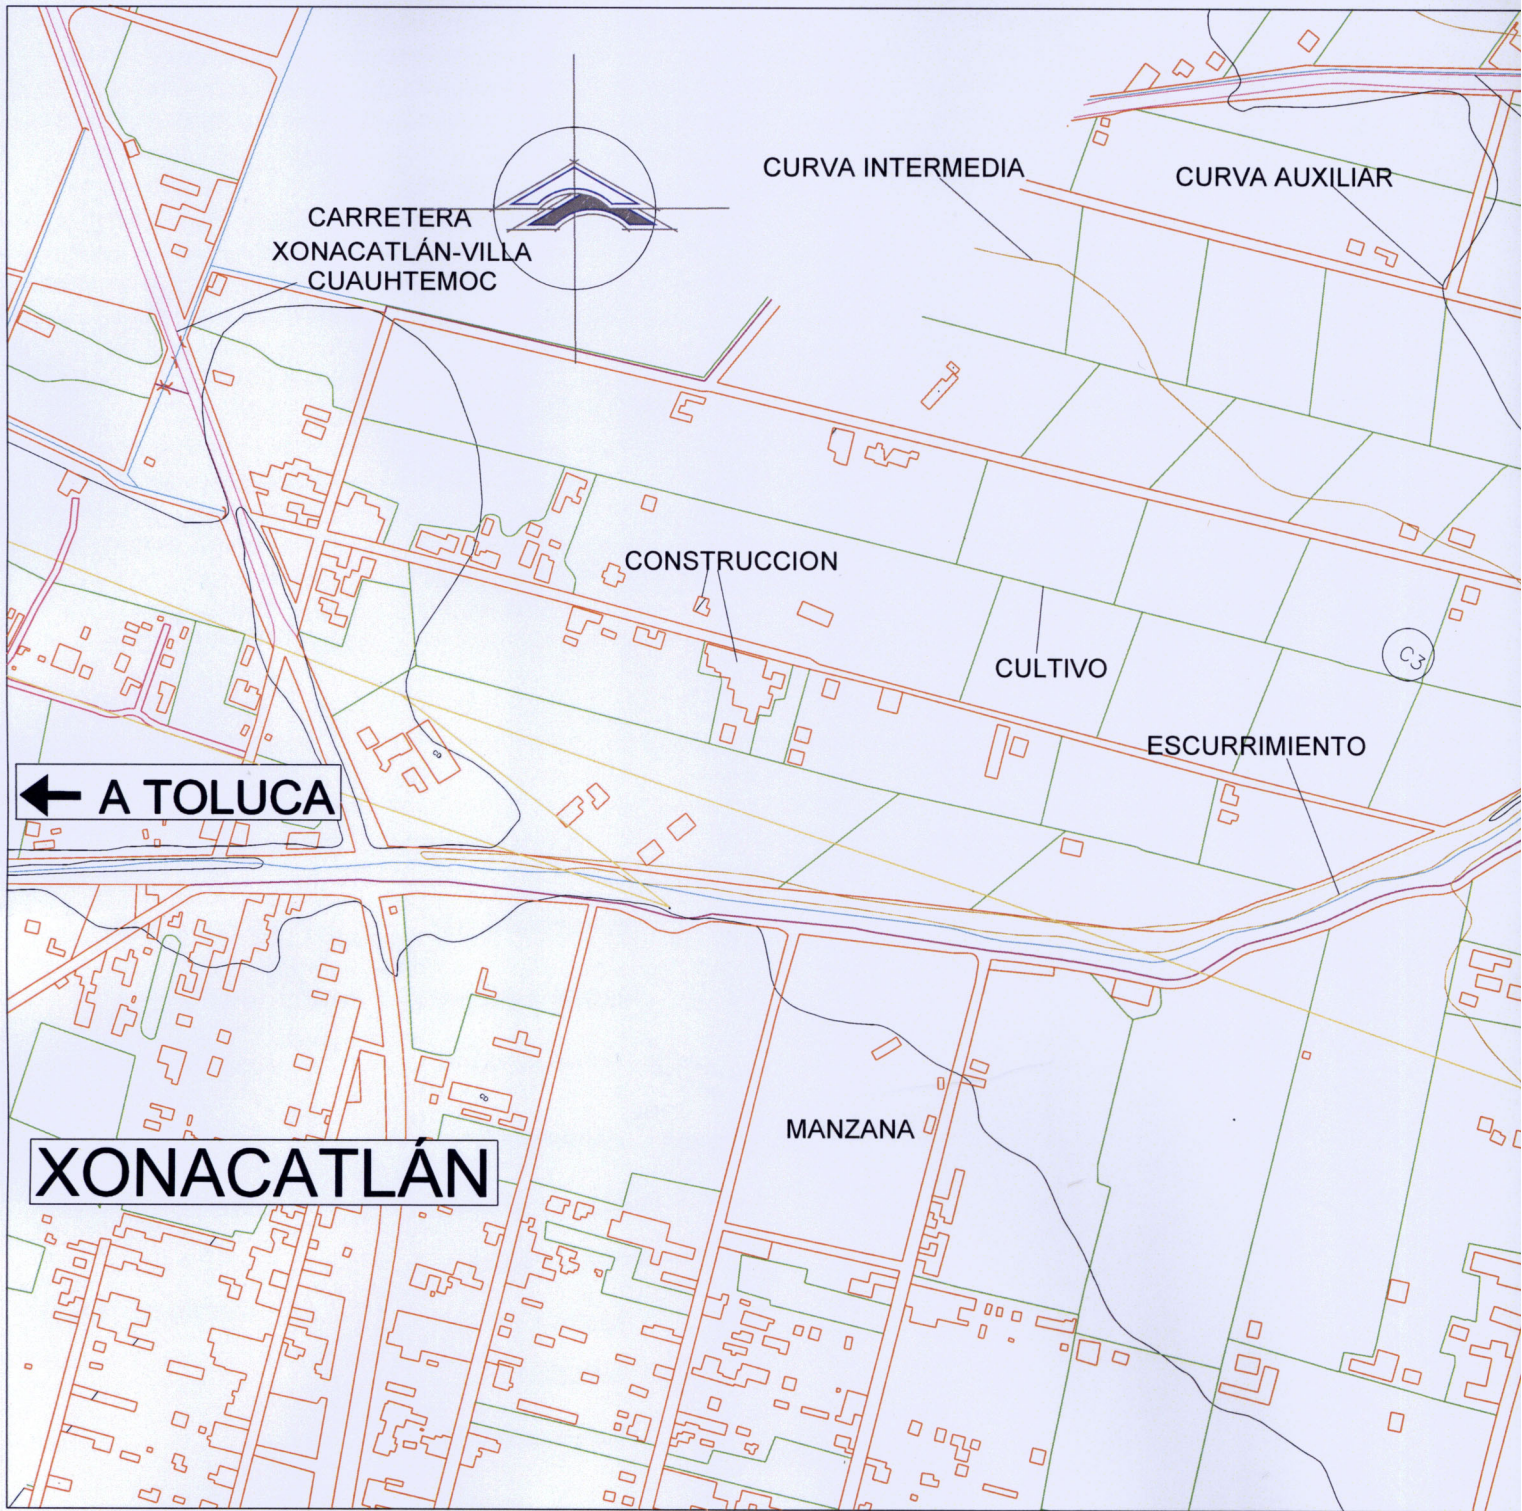 CURVA INTERMEDIA
CURVA AUXILIAR
CARRETERA
XONACATLÁN-VILLA
CUAUHTEMOC
CONSTRUCCION
CULTIVO
C3
ESCURRIMIENTO
A TOLUCA
MANZANA
XONACATLÁN